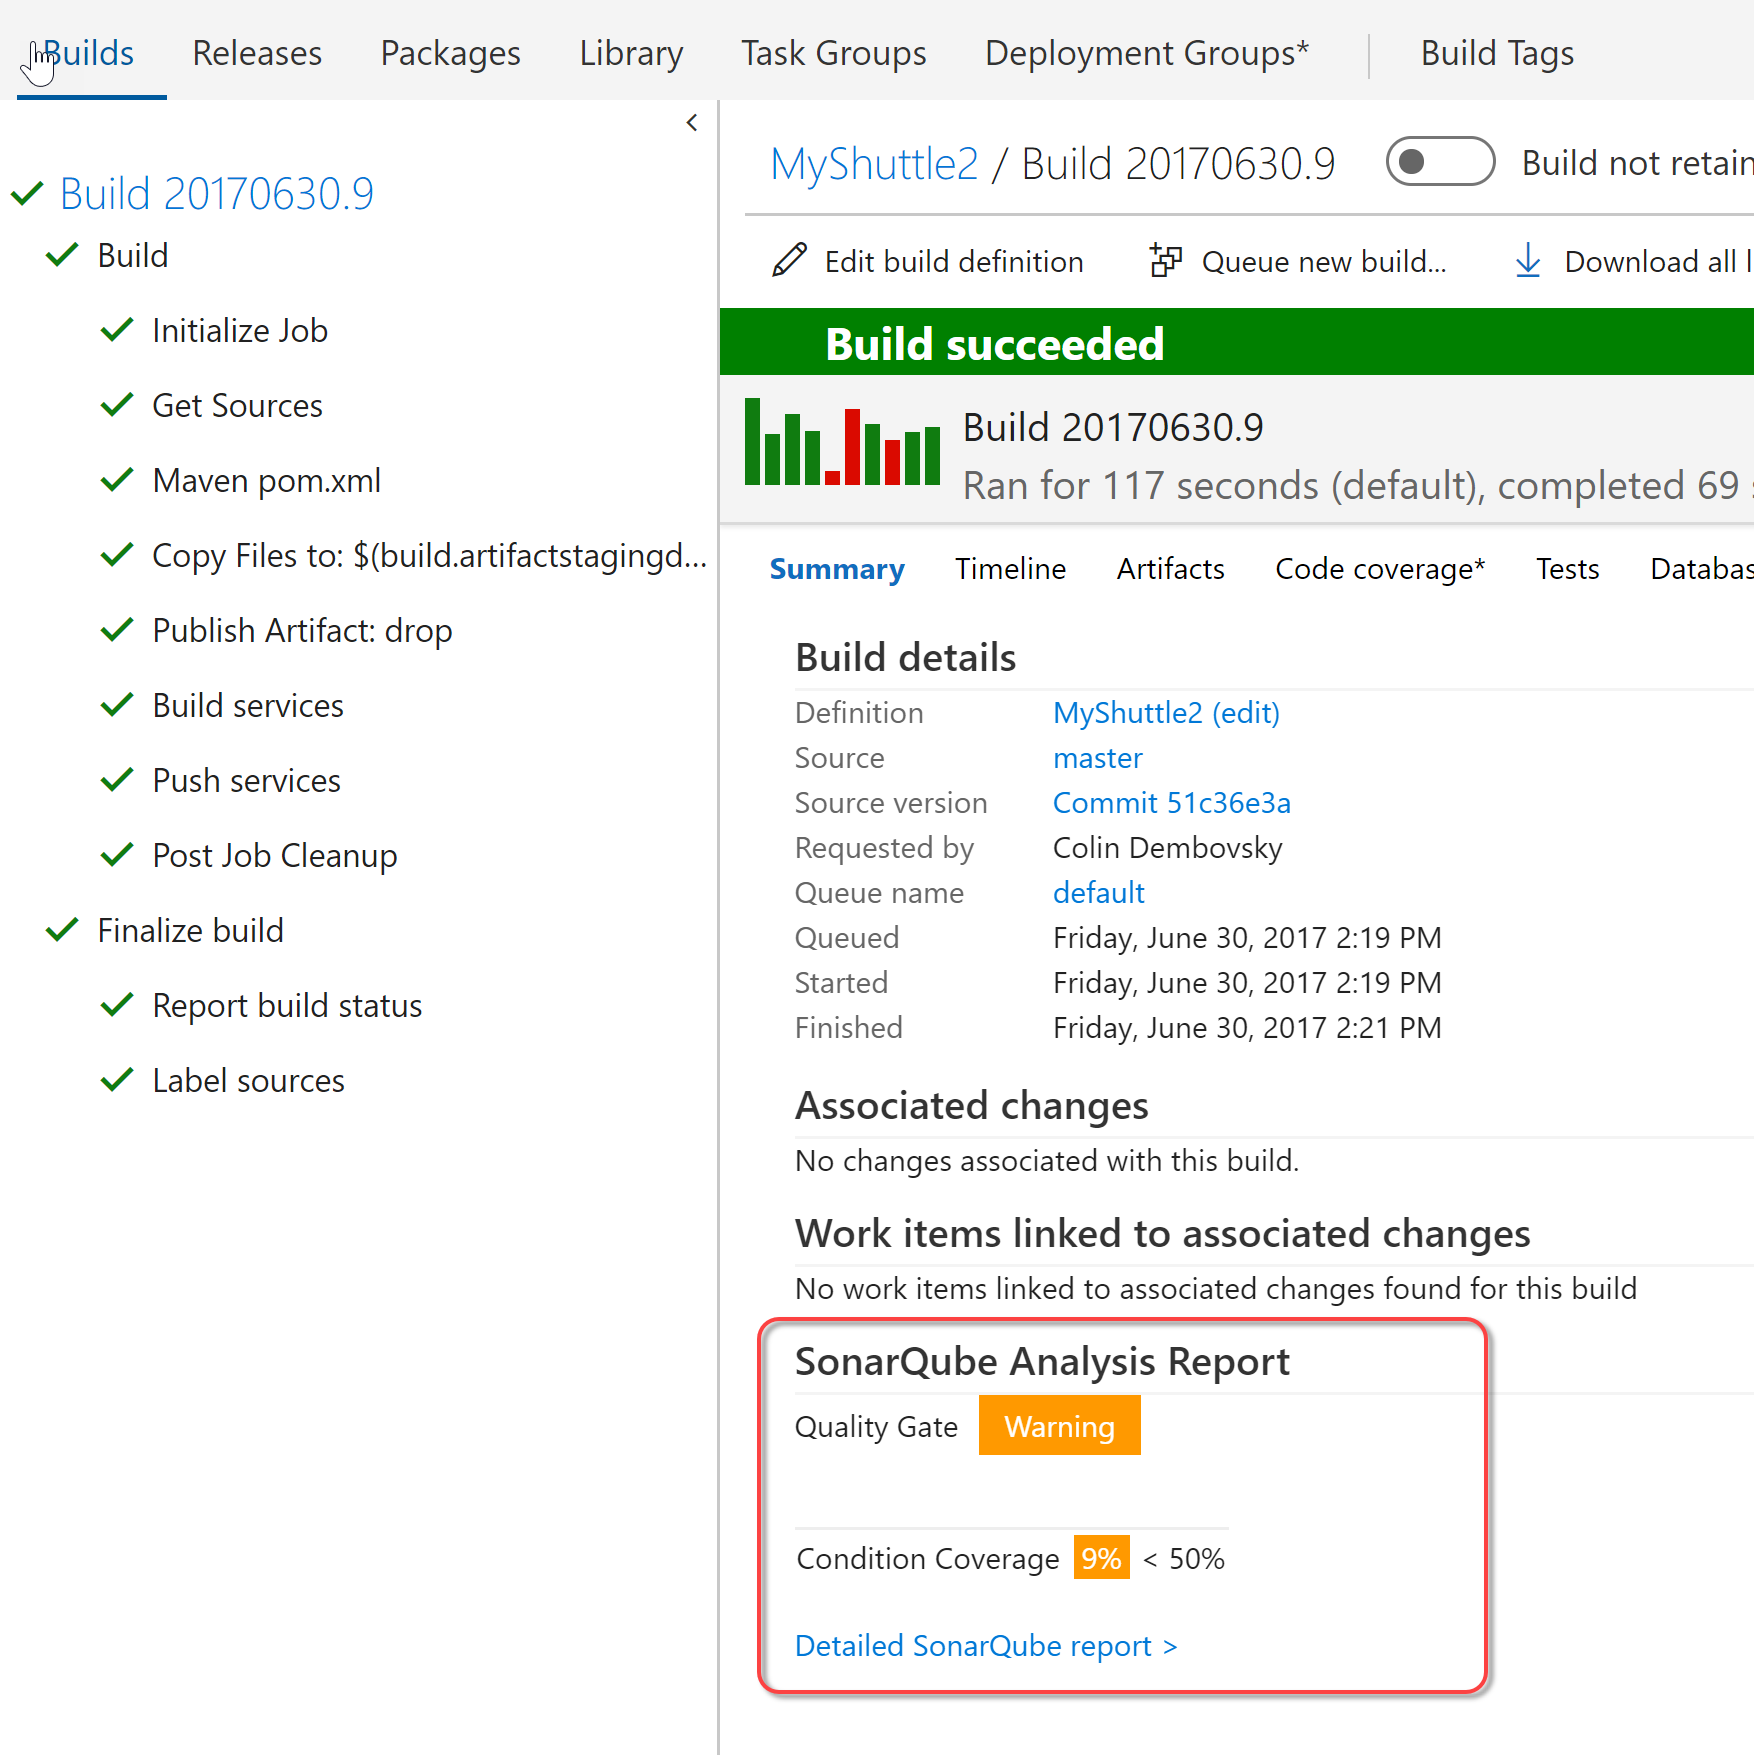 Builds Releases Packages Library Task Groups Deployment Groups* Build Tags
Build 20170630.9
Build
Initialize Job
Get Sources
Maven pom.xml
Copy Files to: $(build.artifactstagingd...
Publish Artifact: drop
Build services
Push services
Post Job Cleanup
Finalize build
Report build status
Label sources
MyShuttle2 / Build 20170630.9 Build not retain
Edit build definition Queue new build... Download all l
Build succeeded
Build 20170630.9
Ran for 117 seconds (default), completed 69 s
Summary Timeline Artifacts Code coverage* Tests Databas
Build details
Definition MyShuttle2 (edit)
Source master
Source version Commit 51c36e3a
Requested by Colin Dembovsky
Queue name default
Queued Friday, June 30, 2017 2:19 PM
Started Friday, June 30, 2017 2:19 PM
Finished Friday, June 30, 2017 2:21 PM
Associated changes
No changes associated with this build.
Work items linked to associated changes
No work items linked to associated changes found for this build
SonarQube Analysis Report
Quality Gate Warning
Condition Coverage 9% < 50%
Detailed SonarQube report >